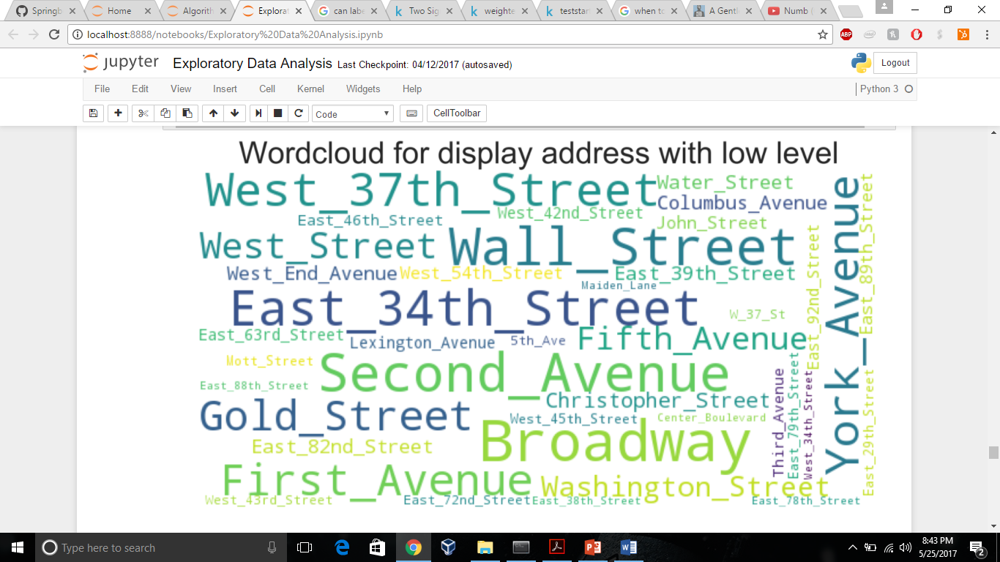 Springb
Home
Algorith
Explorat
can labe
Two Sig
weighte
teststar
when to
A Gentl
Numb (
localhost:8888/notebooks/Exploratory%20Data%20Analysis.ipynb
ABP
jupyter Exploratory Data Analysis Last Checkpoint: 04/12/2017 (autosaved)
Logout
File Edit View Insert Cell Kernel Widgets Help
Python 3
Code
CellToolbar
Wordcloud for display address with low level
West_37th_Street
Water_Street
Columbus_Avenue
East_46th_Street
West_42nd_Street
John_Street
West_Street
Wall_Street
West_End_Avenue
West_54th_Street
East_39th_Street
Maiden_Lane
East_34th_Street
W_37_St
East_63rd_Street
Lexington_Avenue
5th_Ave
Fifth_Avenue
Mott_Street
Second_Avenue
East_88th_Street
Christopher_Street
Gold_Street
West_45th_Street
Center_Boulevard
East_82nd_Street
Broadway
First_Avenue
Washington_Street
West_43rd_Street
East_72nd_Street
East_38th_Street
East_78th_Street
Third_Avenue
East_79th_Street
West_34th_Street
East_92nd_Street
York_Avenue
East_89th_Street
East_29th_Street
Type here to search
8:43 PM
5/25/2017
2